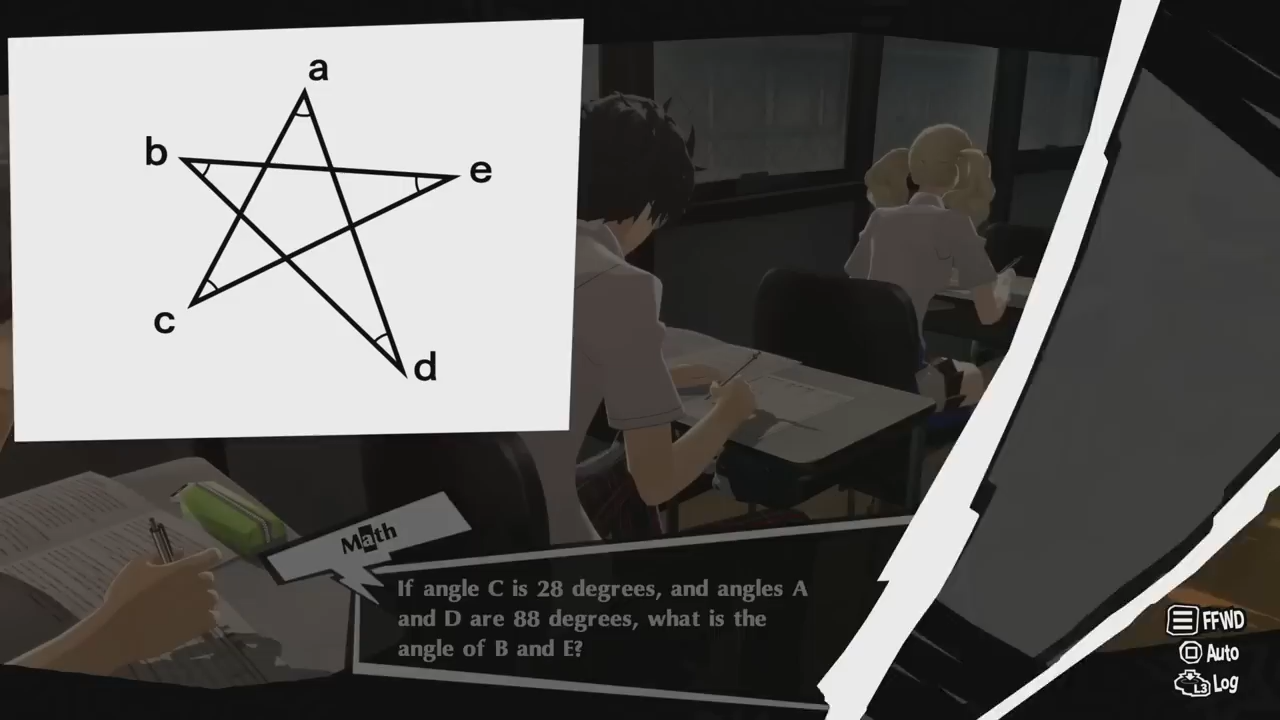 a
b
e
c
d
Math
If angle C is 28 degrees, and angles A
and D are 88 degrees, what is the
angle of B and E?
FFWD
Auto
L3 Log